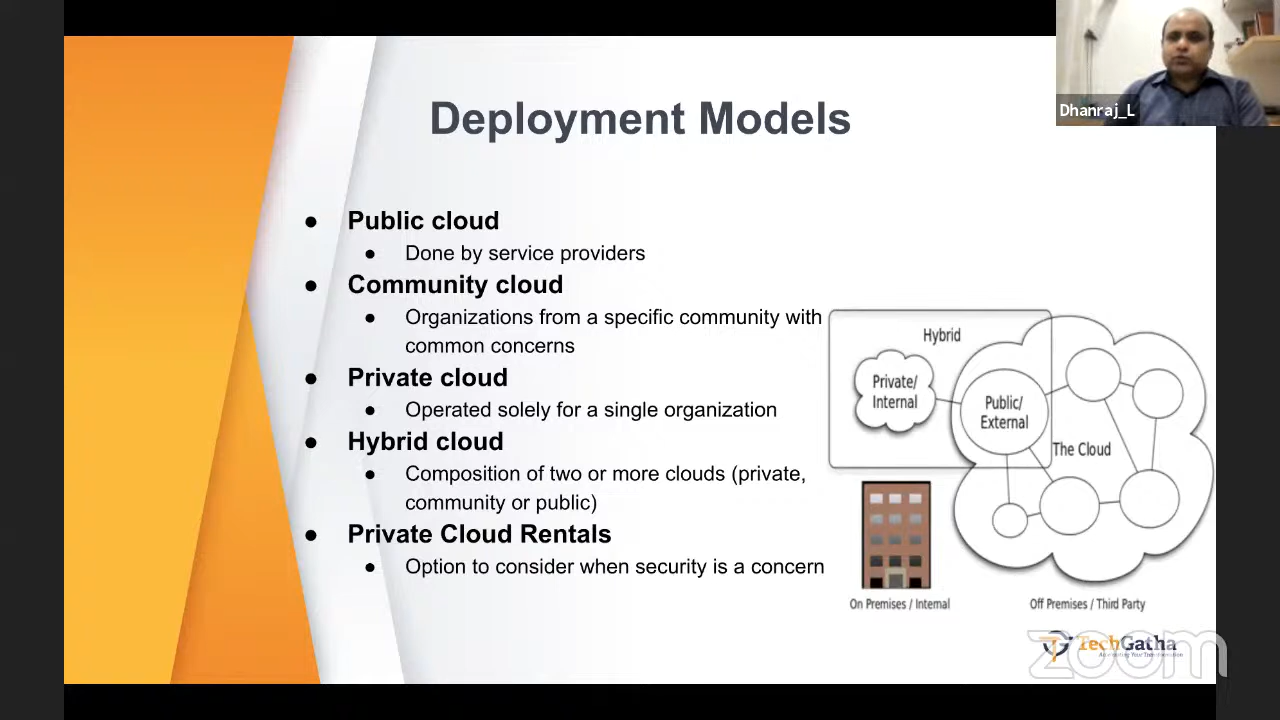 Dhanraj_L
Deployment Models
● Public cloud
● Done by service providers
● Community cloud
● Organizations from a specific community with
common concerns
● Private cloud
● Operated solely for a single organization
● Hybrid cloud
● Composition of two or more clouds (private,
community or public)
● Private Cloud Rentals
● Option to consider when security is a concern
Hybrid
Private/
Internal
Public/
External
The Cloud
On Premises / Internal
Off Premises / Third Party
TechGatha
zoom